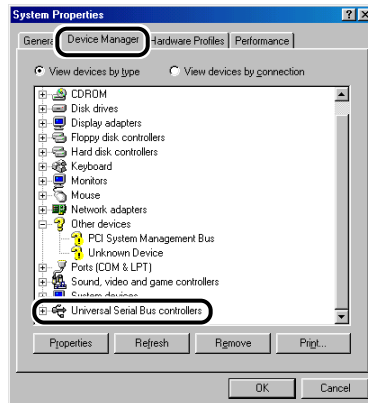 System Properties
General Device Manager Hardware Profiles Performance
View devices by type View devices by connection
CDROM
Disk drives
Display adapters
Floppy disk controllers
Hard disk controllers
Keyboard
Monitors
Mouse
Network adapters
Other devices
PCI System Management Bus
Unknown Device
Ports (COM & LPT)
Sound, video and game controllers
System devices
Universal Serial Bus controllers
Properties Refresh Remove Print...
OK Cancel